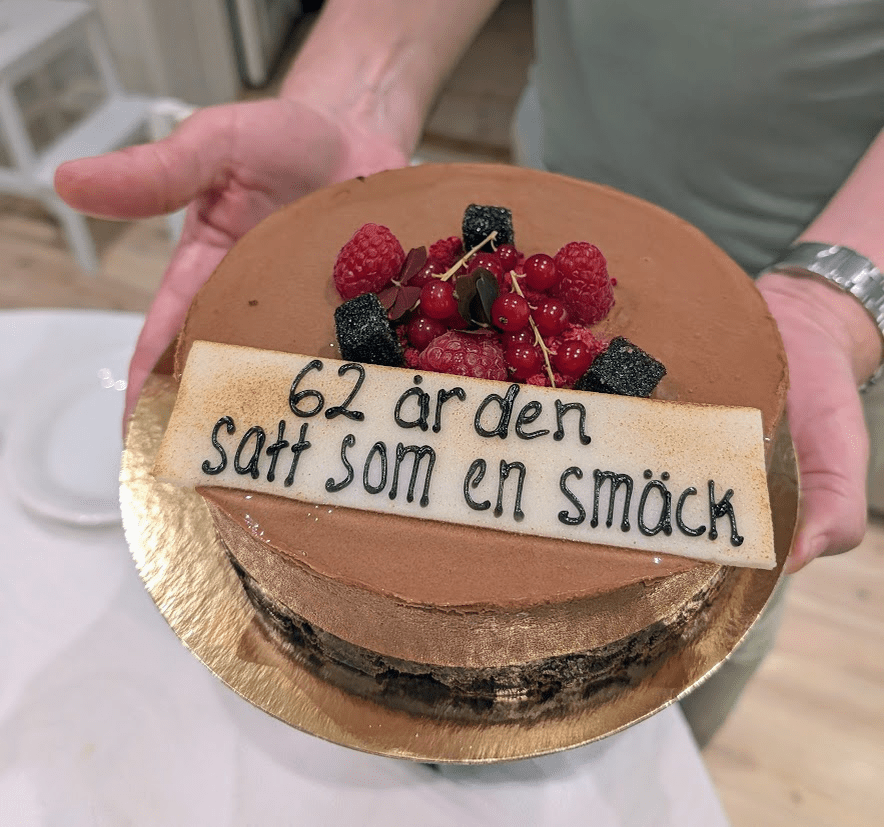 62 år den
satt som en smäck